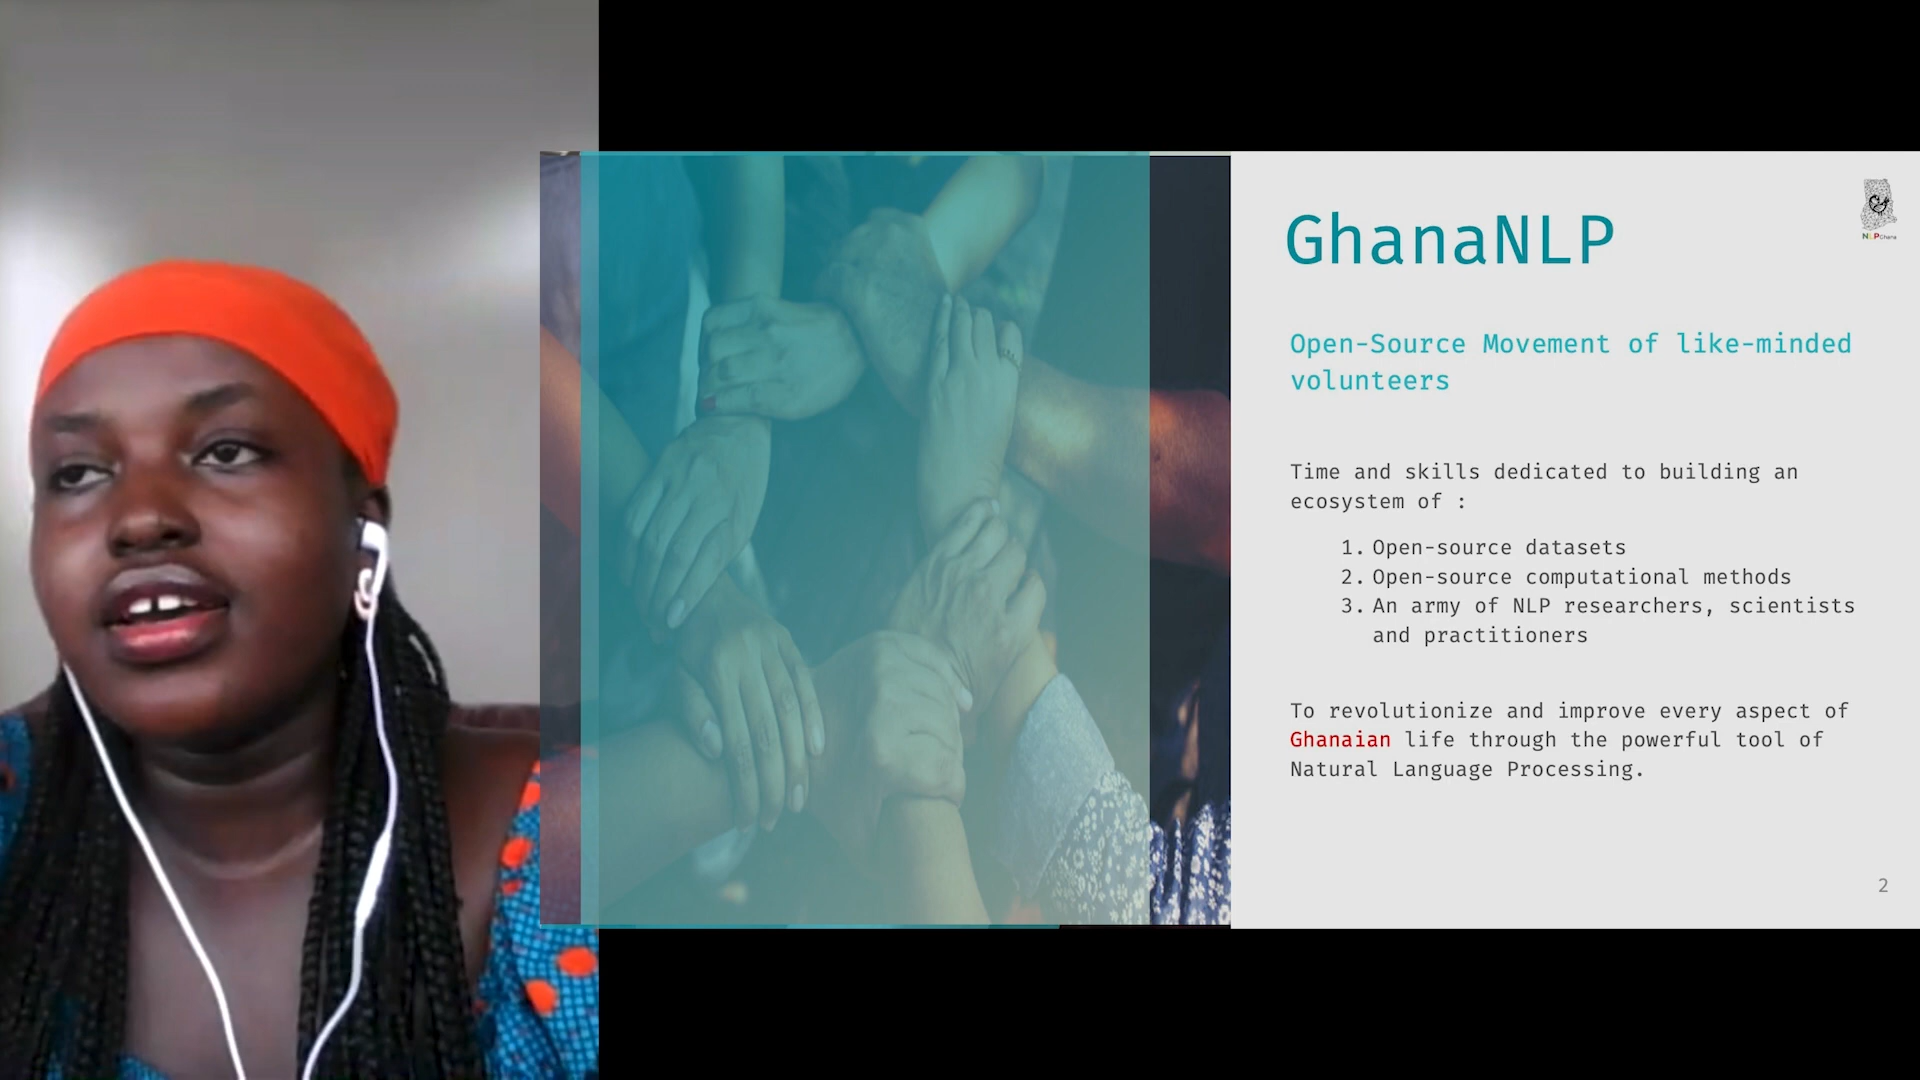 GhanaNLP
NLPGhana
Open-Source Movement of like-minded
volunteers
Time and skills dedicated to building an
ecosystem of :
1. Open-source datasets
2. Open-source computational methods
3. An army of NLP researchers, scientists
and practitioners
To revolutionize and improve every aspect of
Ghanaian life through the powerful tool of
Natural Language Processing.
2